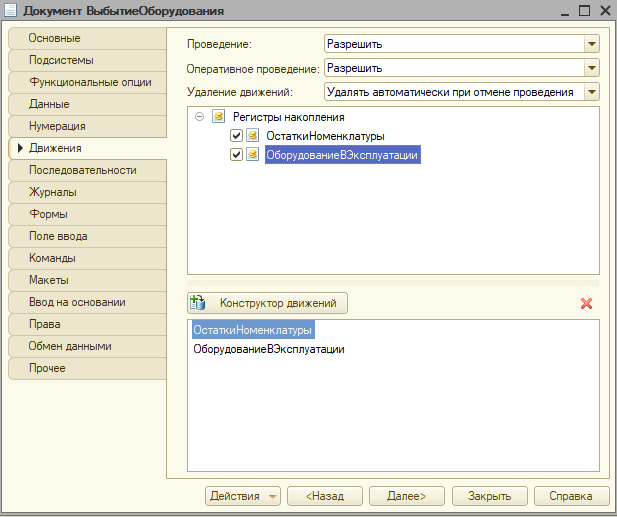 Документ ВыбытиеОборудования
Основные
Подсистемы
Функциональные опции
Данные
Нумерация
Движения
Последовательности
Журналы
Формы
Поле ввода
Команды
Макеты
Ввод на основании
Права
Обмен данными
Прочее
Проведение: Разрешить
Оперативное проведение: Разрешить
Удаление движений: Удалять автоматически при отмене проведения
Регистры накопления
ОстаткиНоменклатуры
ОборудованиеВЭксплуатации
Конструктор движений
ОстаткиНоменклатуры
ОборудованиеВЭксплуатации
Действия <Назад Далее> Закрыть Справка